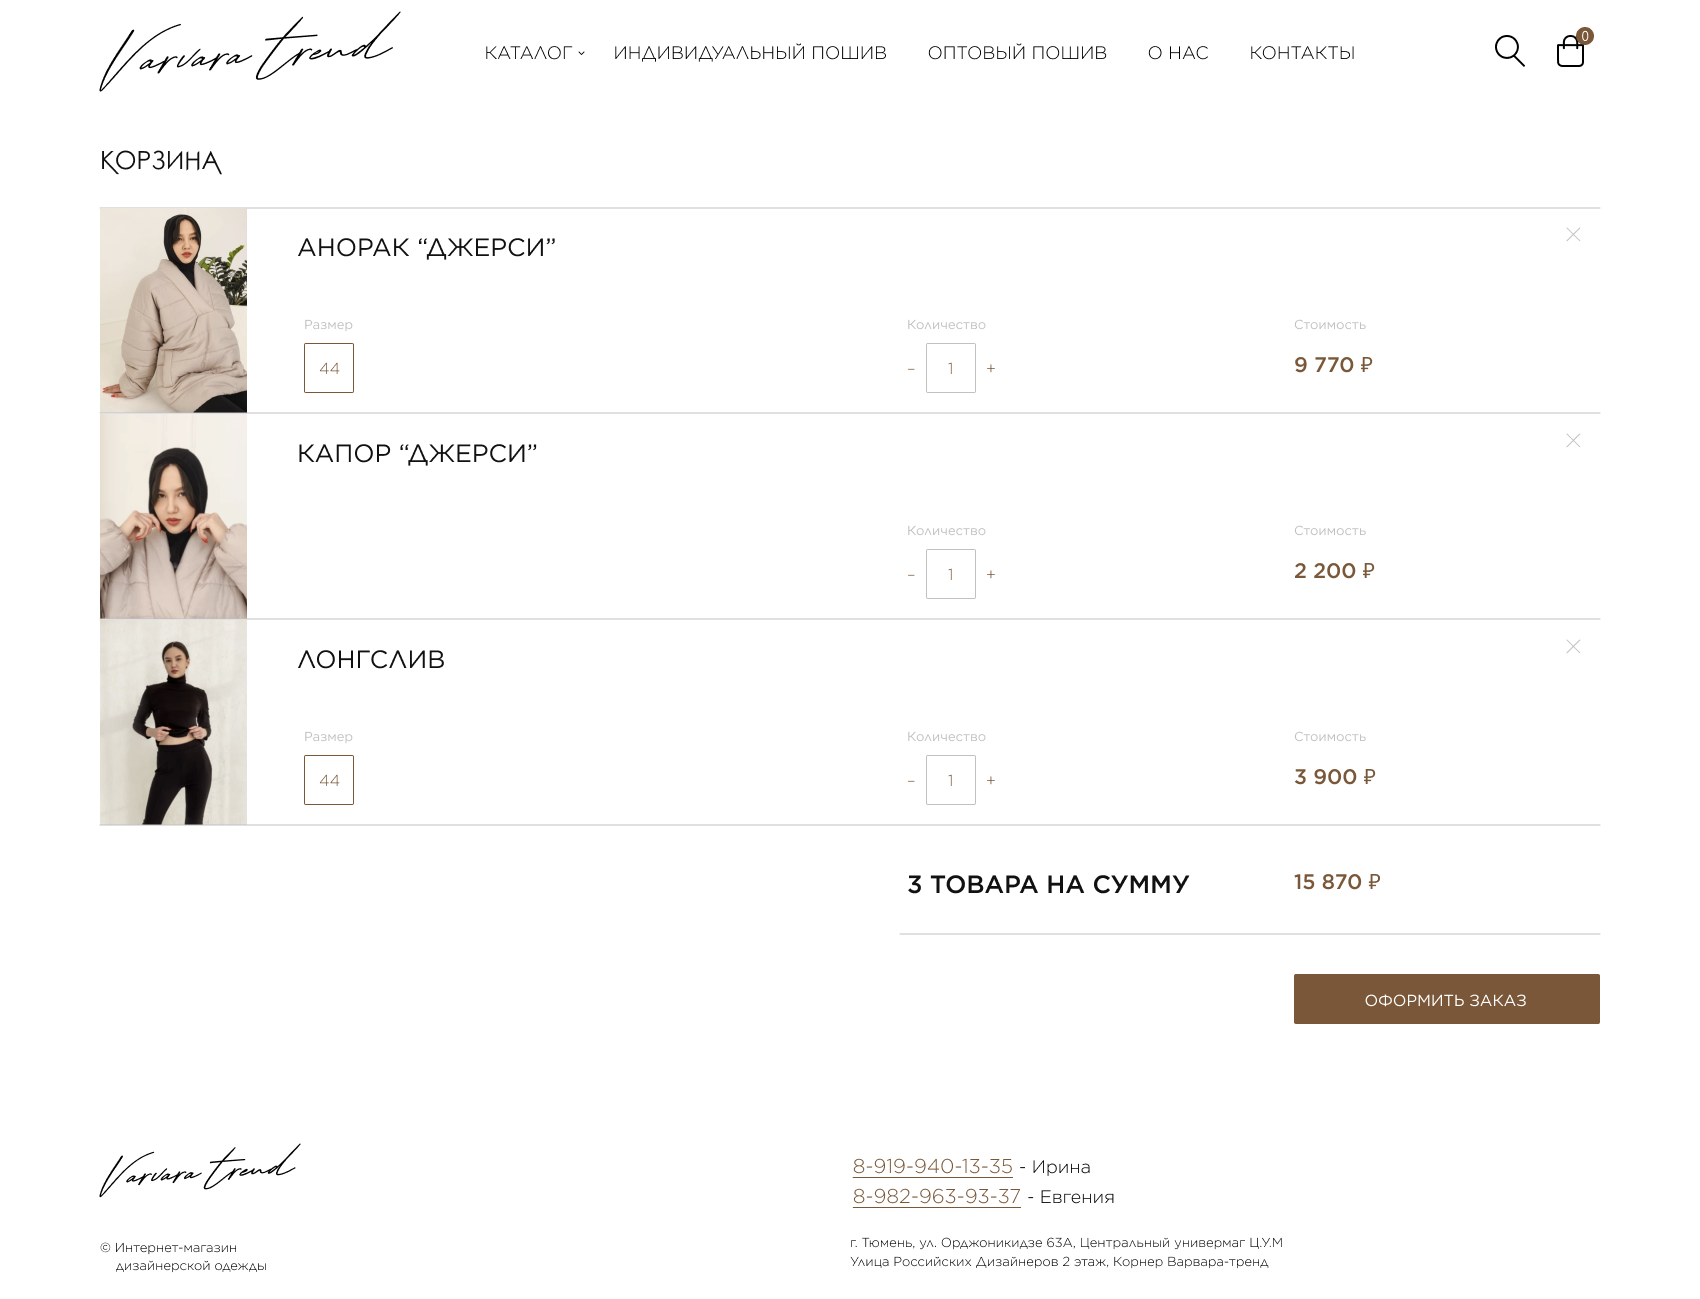 Varvara trend
КАТАЛОГ ИНДИВИДУАЛЬНЫЙ ПОШИВ ОПТОВЫЙ ПОШИВ О НАС КОНТАКТЫ 0
КОРЗИНА
АНОРАК “ДЖЕРСИ”
Размер Количество Стоимость
44 – 1 + 9 770 ₽
КАПОР “ДЖЕРСИ”
Количество Стоимость
– 1 + 2 200 ₽
ЛОНГСЛИВ
Размер Количество Стоимость
44 – 1 + 3 900 ₽
3 ТОВАРА НА СУММУ 15 870 ₽
ОФОРМИТЬ ЗАКАЗ
Varvara trend
8-919-940-13-35 - Ирина
8-982-963-93-37 - Евгения
© Интернет-магазин
дизайнерской одежды
г. Тюмень, ул. Орджоникидзе 63А, Центральный универмаг Ц.У.М
Улица Российских Дизайнеров 2 этаж, Корнер Варвара-тренд